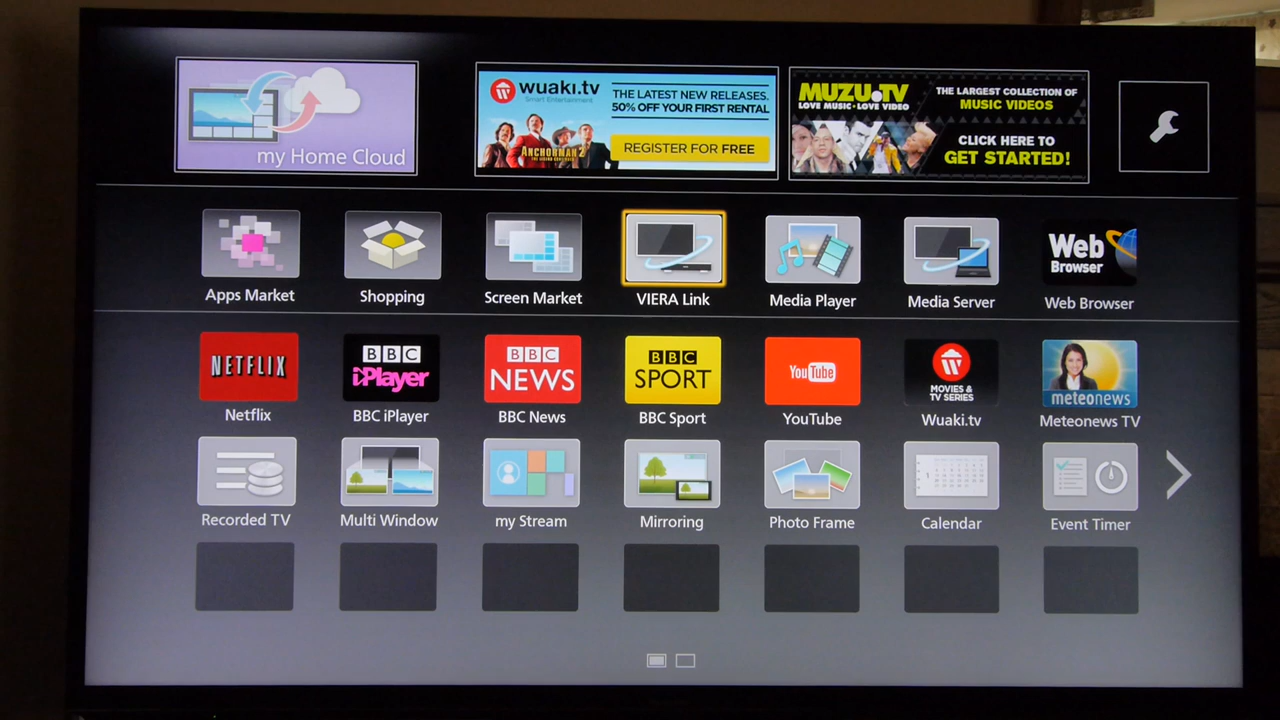 my Home Cloud
wuaki.tv
Smart Entertainment
THE LATEST NEW RELEASES.
50% OFF YOUR FIRST RENTAL
ANCHORMAN 2
REGISTER FOR FREE
MUZU.TV
LOVE MUSIC • LOVE VIDEO
THE LARGEST COLLECTION OF
MUSIC VIDEOS
CLICK HERE TO
GET STARTED!
Web
Browser
Apps Market
Shopping
Screen Market
VIERA Link
Media Player
Media Server
Web Browser
NETFLIX
BBC
iPlayer
BBC
NEWS
BBC
SPORT
YouTube
MOVIES &
TV SERIES
meteonews
Netflix
BBC iPlayer
BBC News
BBC Sport
YouTube
Wuaki.tv
Meteonews TV
1
Recorded TV
Multi Window
my Stream
Mirroring
Photo Frame
Calendar
Event Timer